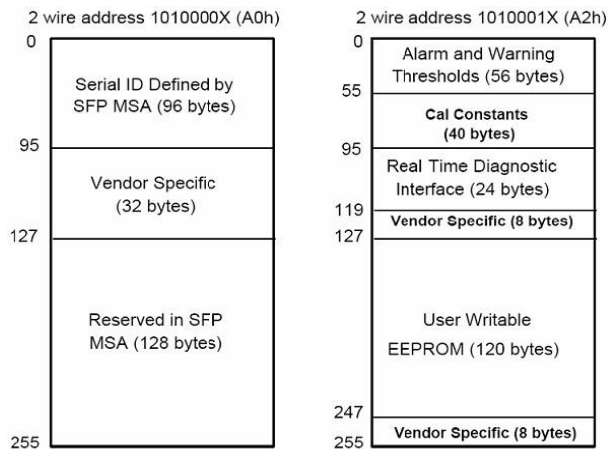 2 wire address 1010000X (A0h)
0
Serial ID Defined by
SFP MSA (96 bytes)
95
Vendor Specific
(32 bytes)
127
Reserved in SFP
MSA (128 bytes)
255
2 wire address 1010001X (A2h)
0
Alarm and Warning
Thresholds (56 bytes)
55
Cal Constants
(40 bytes)
95
Real Time Diagnostic
Interface (24 bytes)
119
Vendor Specific (8 bytes)
127
User Writable
EEPROM (120 bytes)
247
Vendor Specific (8 bytes)
255